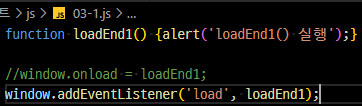 t > js > JS 03-1.js > ...
function loadEnd1() {alert('loadEnd1() 실행');}
//window.onload = loadEnd1;
window.addEventListener('load', loadEnd1);